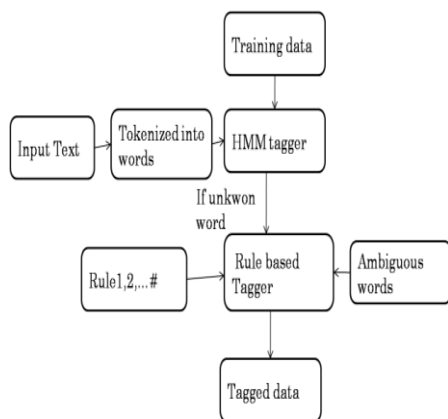 Training data
Input Text
Tokenized into
words
HMM tagger
If unkwon
word
Rule1,2,...#
Rule based
Tagger
Ambiguous
words
Tagged data